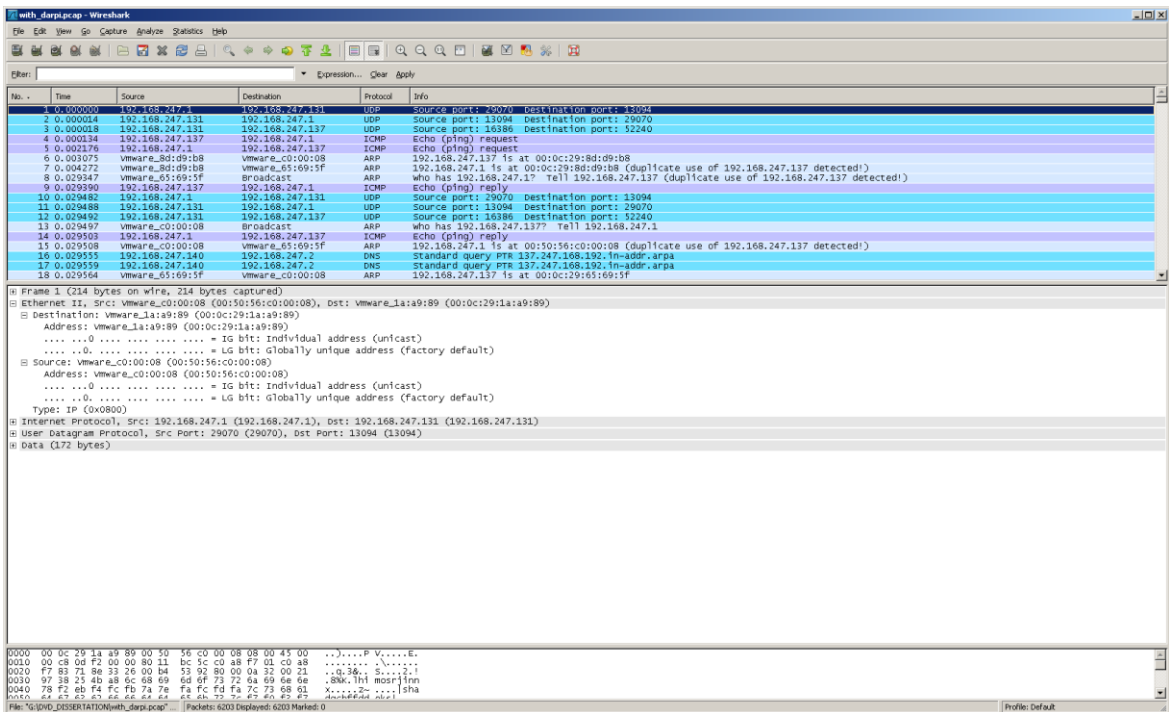 with_darpi.pcap - Wireshark
File Edit View Go Capture Analyze Statistics Help
Filter: Expression... Clear Apply
No. . Time Source Destination Protocol Info
1 0.000000 192.168.247.1 192.168.247.131 UDP Source port: 29070 Destination port: 13094
2 0.000014 192.168.247.131 192.168.247.1 UDP Source port: 13094 Destination port: 29070
3 0.000018 192.168.247.131 192.168.247.137 UDP Source port: 16386 Destination port: 52240
4 0.000134 192.168.247.137 192.168.247.1 ICMP Echo (ping) request
5 0.002176 192.168.247.1 192.168.247.137 ICMP Echo (ping) request
6 0.003075 Vmware_8d:d9:b8 Vmware_c0:00:08 ARP 192.168.247.137 is at 00:0c:29:8d:d9:b8
7 0.004272 Vmware_8d:d9:b8 Vmware_65:69:5f ARP 192.168.247.1 is at 00:0c:29:8d:d9:b8 (duplicate use of 192.168.247.137 detected!)
8 0.029347 Vmware_65:69:5f Broadcast ARP Who has 192.168.247.1? Tell 192.168.247.137 (duplicate use of 192.168.247.137 detected!)
9 0.029390 192.168.247.137 192.168.247.1 ICMP Echo (ping) reply
10 0.029482 192.168.247.1 192.168.247.131 UDP Source port: 29070 Destination port: 13094
11 0.029488 192.168.247.131 192.168.247.1 UDP Source port: 13094 Destination port: 29070
12 0.029492 192.168.247.131 192.168.247.137 UDP Source port: 16386 Destination port: 52240
13 0.029497 Vmware_c0:00:08 Broadcast ARP Who has 192.168.247.137? Tell 192.168.247.1
14 0.029503 192.168.247.1 192.168.247.137 ICMP Echo (ping) reply
15 0.029508 Vmware_c0:00:08 Vmware_65:69:5f ARP 192.168.247.1 is at 00:50:56:c0:00:08 (duplicate use of 192.168.247.137 detected!)
16 0.029555 192.168.247.140 192.168.247.2 DNS Standard query PTR 137.247.168.192.in-addr.arpa
17 0.029559 192.168.247.140 192.168.247.2 DNS Standard query PTR 137.247.168.192.in-addr.arpa
18 0.029564 Vmware_65:69:5f Vmware_c0:00:08 ARP 192.168.247.137 is at 00:0c:29:65:69:5f
Frame 1 (214 bytes on wire, 214 bytes captured)
Ethernet II, Src: Vmware_c0:00:08 (00:50:56:c0:00:08), Dst: Vmware_1a:a9:89 (00:0c:29:1a:a9:89)
Destination: Vmware_1a:a9:89 (00:0c:29:1a:a9:89)
Address: Vmware_1a:a9:89 (00:0c:29:1a:a9:89)
.... ...0 .... .... .... .... = IG bit: Individual address (unicast)
.... ..0. .... .... .... .... = LG bit: Globally unique address (factory default)
Source: Vmware_c0:00:08 (00:50:56:c0:00:08)
Address: Vmware_c0:00:08 (00:50:56:c0:00:08)
.... ...0 .... .... .... .... = IG bit: Individual address (unicast)
.... ..0. .... .... .... .... = LG bit: Globally unique address (factory default)
Type: IP (0x0800)
Internet Protocol, Src: 192.168.247.1 (192.168.247.1), Dst: 192.168.247.131 (192.168.247.131)
User Datagram Protocol, Src Port: 29070 (29070), Dst Port: 13094 (13094)
Data (172 bytes)
0000 00 0c 29 1a a9 89 00 50 56 c0 00 08 08 00 45 00 ..)....P V.....E.
0010 00 c8 0d f2 00 00 80 11 bc 5c c0 a8 f7 01 c0 a8 ........ .\......
0020 f7 83 71 8e 33 26 00 b4 53 92 80 00 0a 32 00 21 ..q.3&.. S....2.!
0030 97 38 25 4b a8 6c 68 69 6d 6f 73 72 6a 69 6e 6e .8%K.lhi mosrjinn
0040 78 f2 eb f4 fc fb 7a 7e fa fc fd fa 7c 73 68 61 x.....z~ ....|sha
File: "G:\DVD_DISSERTATION\with_darpi.pcap" ... Packets: 6203 Displayed: 6203 Marked: 0 Profile: Default